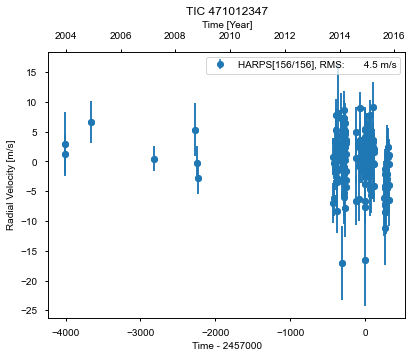 TIC 471012347
Time [Year]
2004 2006 2008 2010 2012 2014 2016
HARPS[156/156], RMS: 4.5 m/s
Radial Velocity [m/s]
15
10
5
0
−5
−10
−15
−20
−25
−4000 −3000 −2000 −1000 0
Time - 2457000